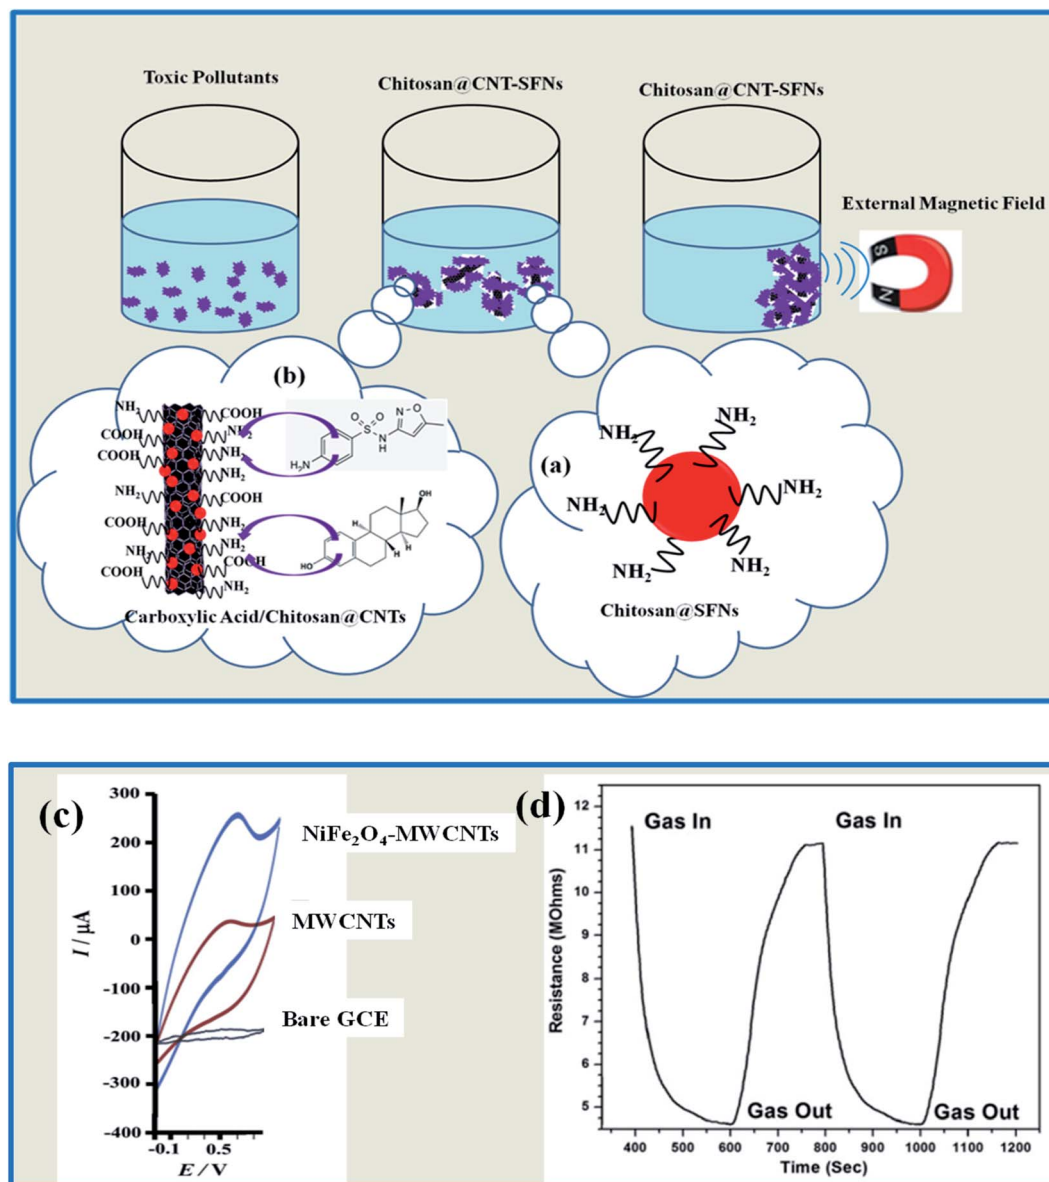 Toxic Pollutants
Chitosan@CNT-SFNs
Chitosan@CNT-SFNs
External Magnetic Field
S
N
(b)
NH₂
COOH
COOH
NH₂
COOH
NH₂
NH₂
NH₂
COOH
COOH
NH₂
NH₂
NH₂
COOH
COOH
NH₂
O
O
S
N
H
N
O
H₂N
OH
H
H
H
HO
Carboxylic Acid/Chitosan@CNTs
(a)
NH₂
NH₂
NH₂
NH₂
NH₂
NH₂
Chitosan@SFNs
(c)
300
200
100
0
-100
-200
-300
-400
I / µA
-0.1
0.5
E / V
NiFe₂O₄-MWCNTs
MWCNTs
Bare GCE
(d)
12
11
10
9
8
7
6
5
Resistance (MOhms)
Gas In
Gas In
Gas Out
Gas Out
400 500 600 700 800 900 1000 1100 1200
Time (Sec)